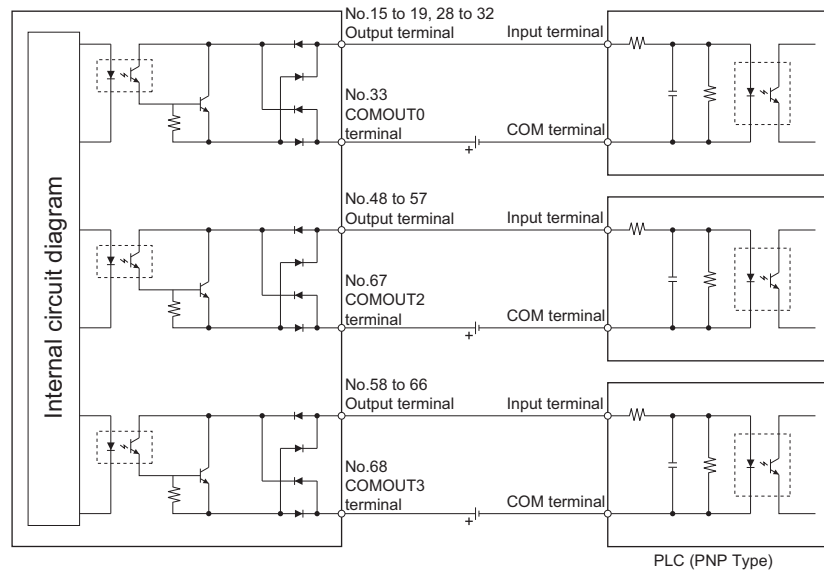 No.15 to 19, 28 to 32
Output terminal
Input terminal
No.33
COMOUT0
terminal
COM terminal
+
Internal circuit diagram
No.48 to 57
Output terminal
Input terminal
No.67
COMOUT2
terminal
COM terminal
+
No.58 to 66
Output terminal
Input terminal
No.68
COMOUT3
terminal
COM terminal
+
PLC (PNP Type)